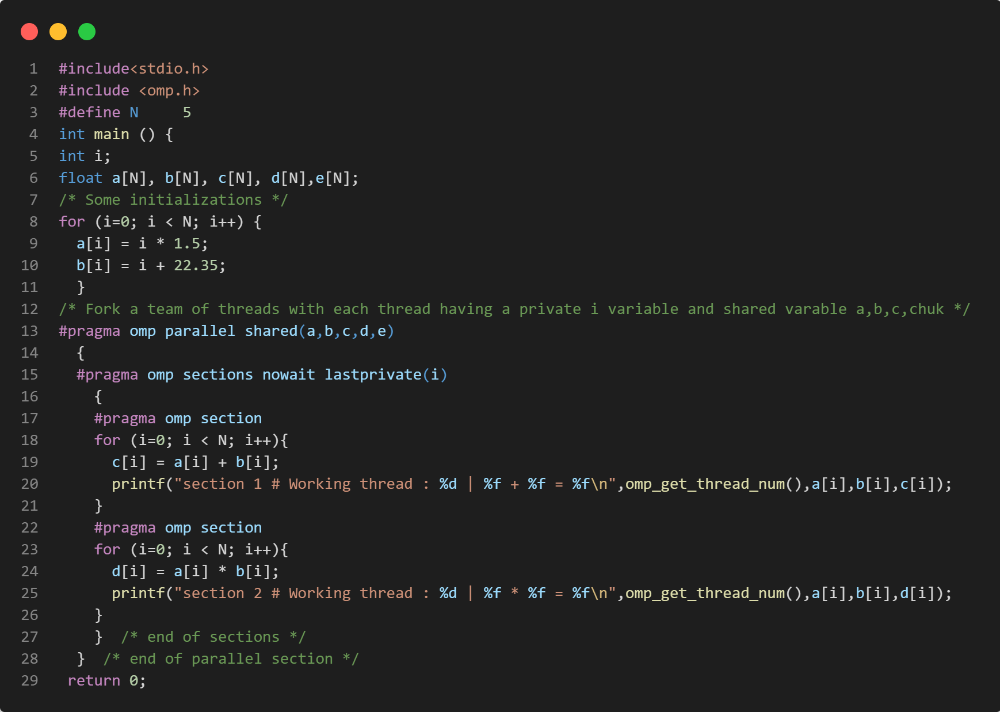 1 #include<stdio.h>
2 #include <omp.h>
3 #define N     5
4 int main () {
5 int i;
6 float a[N], b[N], c[N], d[N],e[N];
7 /* Some initializations */
8 for (i=0; i < N; i++) {
9   a[i] = i * 1.5;
10   b[i] = i + 22.35;
11   }
12 /* Fork a team of threads with each thread having a private i variable and shared varable a,b,c,chuk */
13 #pragma omp parallel shared(a,b,c,d,e)
14   {
15   #pragma omp sections nowait lastprivate(i)
16     {
17     #pragma omp section
18     for (i=0; i < N; i++){
19       c[i] = a[i] + b[i];
20       printf("section 1 # Working thread : %d | %f + %f = %f\n",omp_get_thread_num(),a[i],b[i],c[i]);
21     }
22     #pragma omp section
23     for (i=0; i < N; i++){
24       d[i] = a[i] * b[i];
25       printf("section 2 # Working thread : %d | %f * %f = %f\n",omp_get_thread_num(),a[i],b[i],d[i]);
26     }
27     }  /* end of sections */
28   }  /* end of parallel section */
29  return 0;